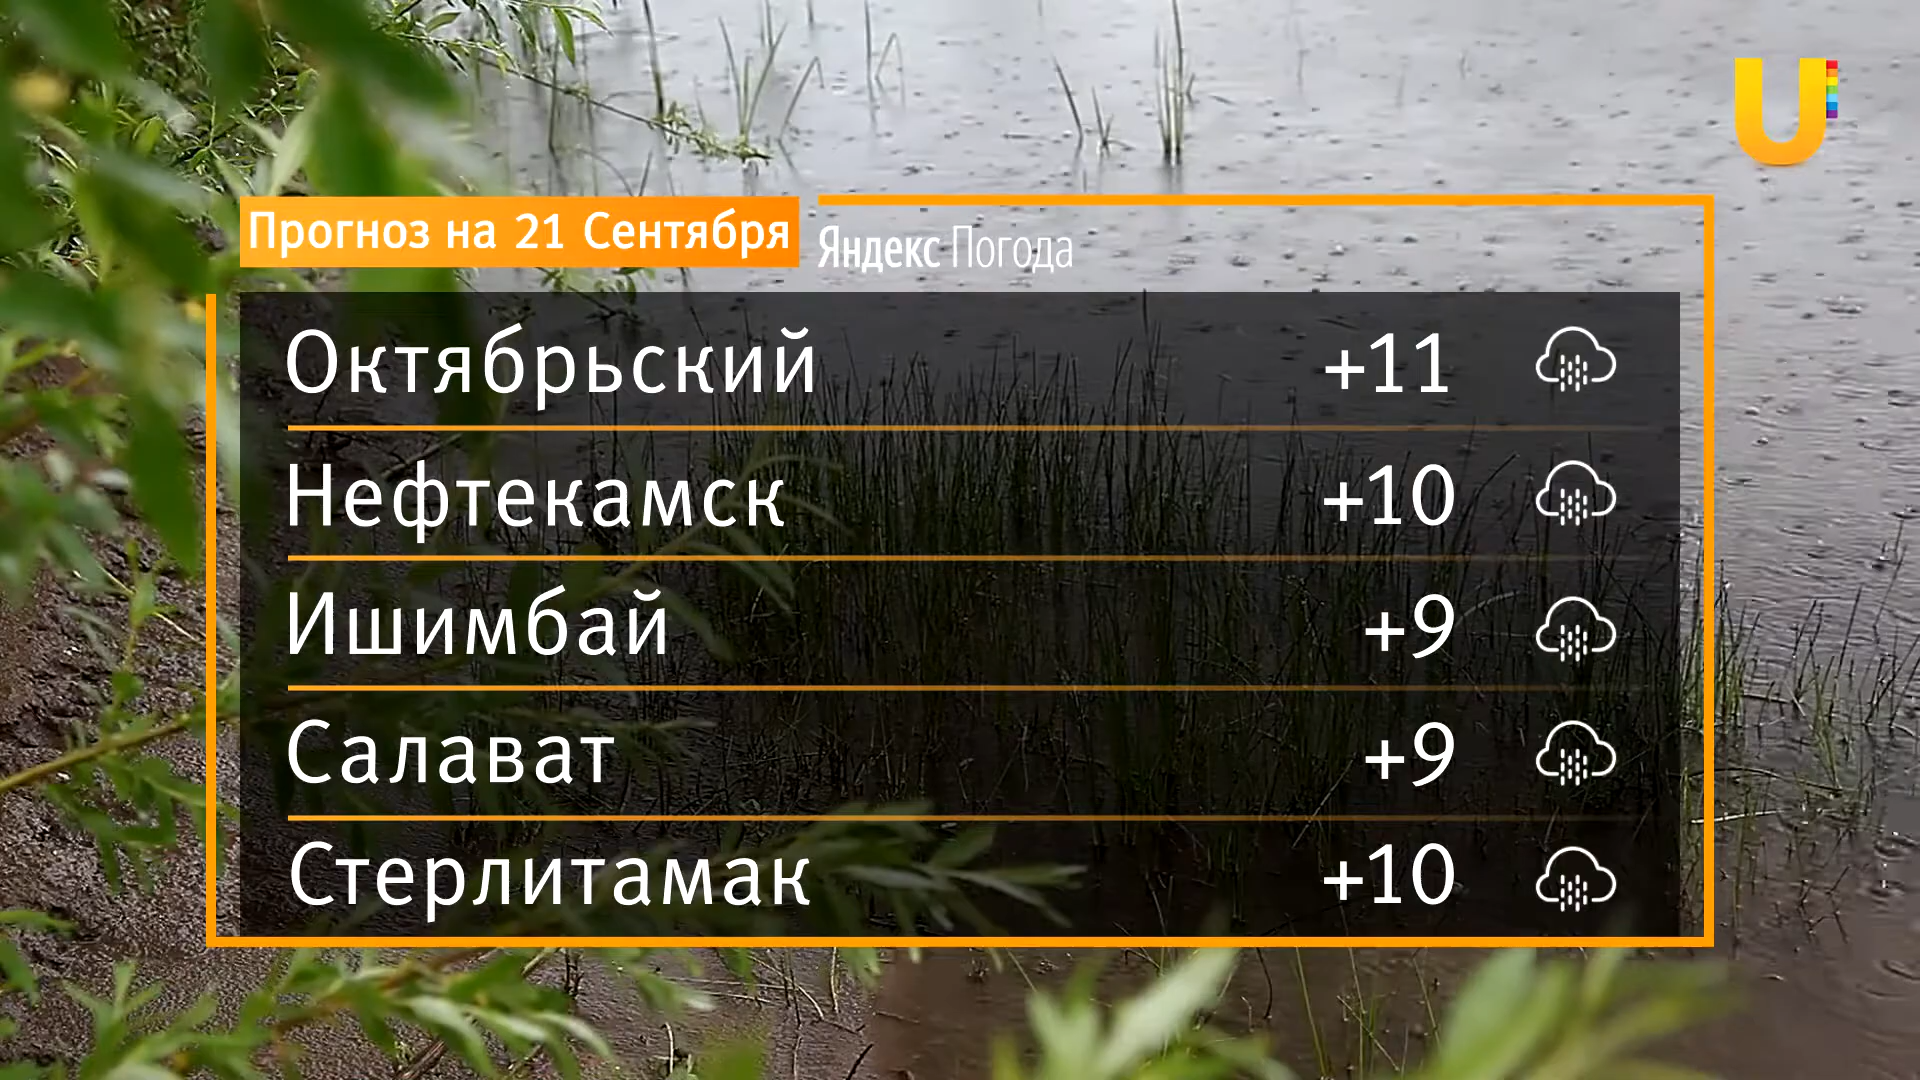 U
Прогноз на 21 Сентября
Яндекс Погода
Октябрьский +11
Нефтекамск +10
Ишимбай +9
Салават +9
Стерлитамак +10